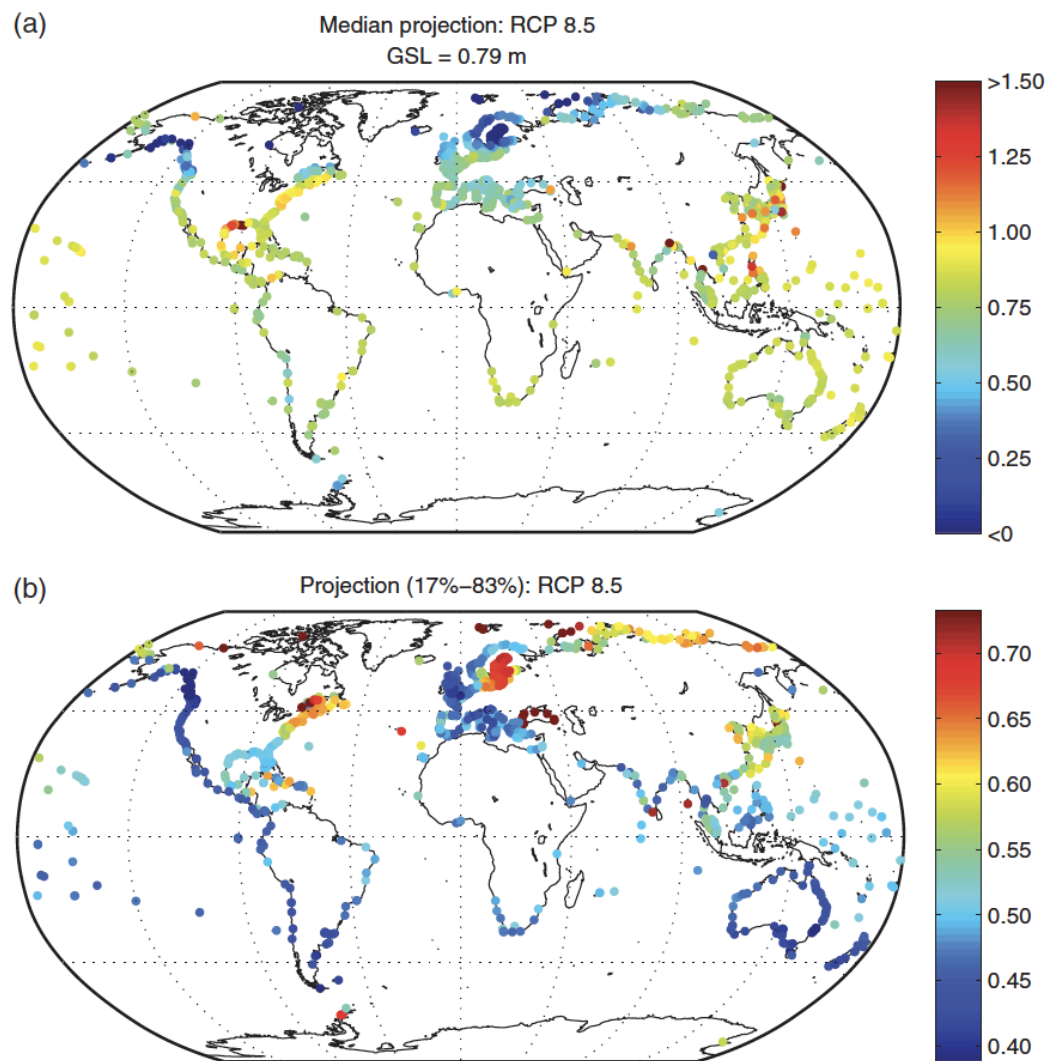 (a)
Median projection: RCP 8.5
GSL = 0.79 m
>1.50
1.25
1.00
0.75
0.50
0.25
<0
(b)
Projection (17%–83%): RCP 8.5
0.70
0.65
0.60
0.55
0.50
0.45
0.40